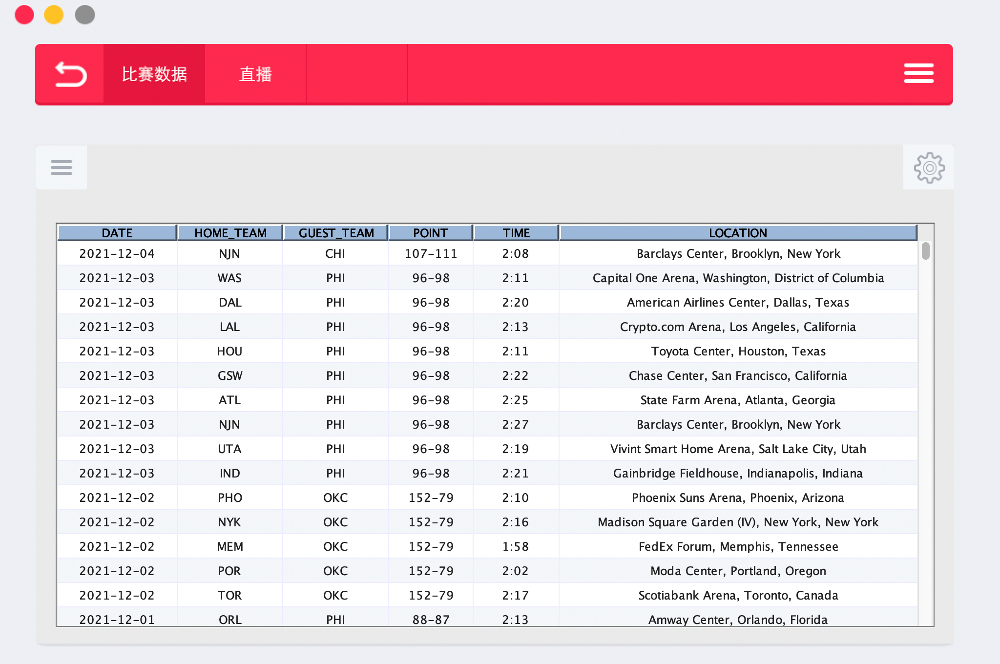 比赛数据 直播
DATE HOME_TEAM GUEST_TEAM POINT TIME LOCATION
2021-12-04 NJN CHI 107-111 2:08 Barclays Center, Brooklyn, New York
2021-12-03 WAS PHI 96-98 2:11 Capital One Arena, Washington, District of Columbia
2021-12-03 DAL PHI 96-98 2:20 American Airlines Center, Dallas, Texas
2021-12-03 LAL PHI 96-98 2:13 Crypto.com Arena, Los Angeles, California
2021-12-03 HOU PHI 96-98 2:11 Toyota Center, Houston, Texas
2021-12-03 GSW PHI 96-98 2:22 Chase Center, San Francisco, California
2021-12-03 ATL PHI 96-98 2:25 State Farm Arena, Atlanta, Georgia
2021-12-03 NJN PHI 96-98 2:27 Barclays Center, Brooklyn, New York
2021-12-03 UTA PHI 96-98 2:19 Vivint Smart Home Arena, Salt Lake City, Utah
2021-12-03 IND PHI 96-98 2:21 Gainbridge Fieldhouse, Indianapolis, Indiana
2021-12-02 PHO OKC 152-79 2:10 Phoenix Suns Arena, Phoenix, Arizona
2021-12-02 NYK OKC 152-79 2:16 Madison Square Garden (IV), New York, New York
2021-12-02 MEM OKC 152-79 1:58 FedEx Forum, Memphis, Tennessee
2021-12-02 POR OKC 152-79 2:02 Moda Center, Portland, Oregon
2021-12-02 TOR OKC 152-79 2:17 Scotiabank Arena, Toronto, Canada
2021-12-01 ORL PHI 88-87 2:13 Amway Center, Orlando, Florida